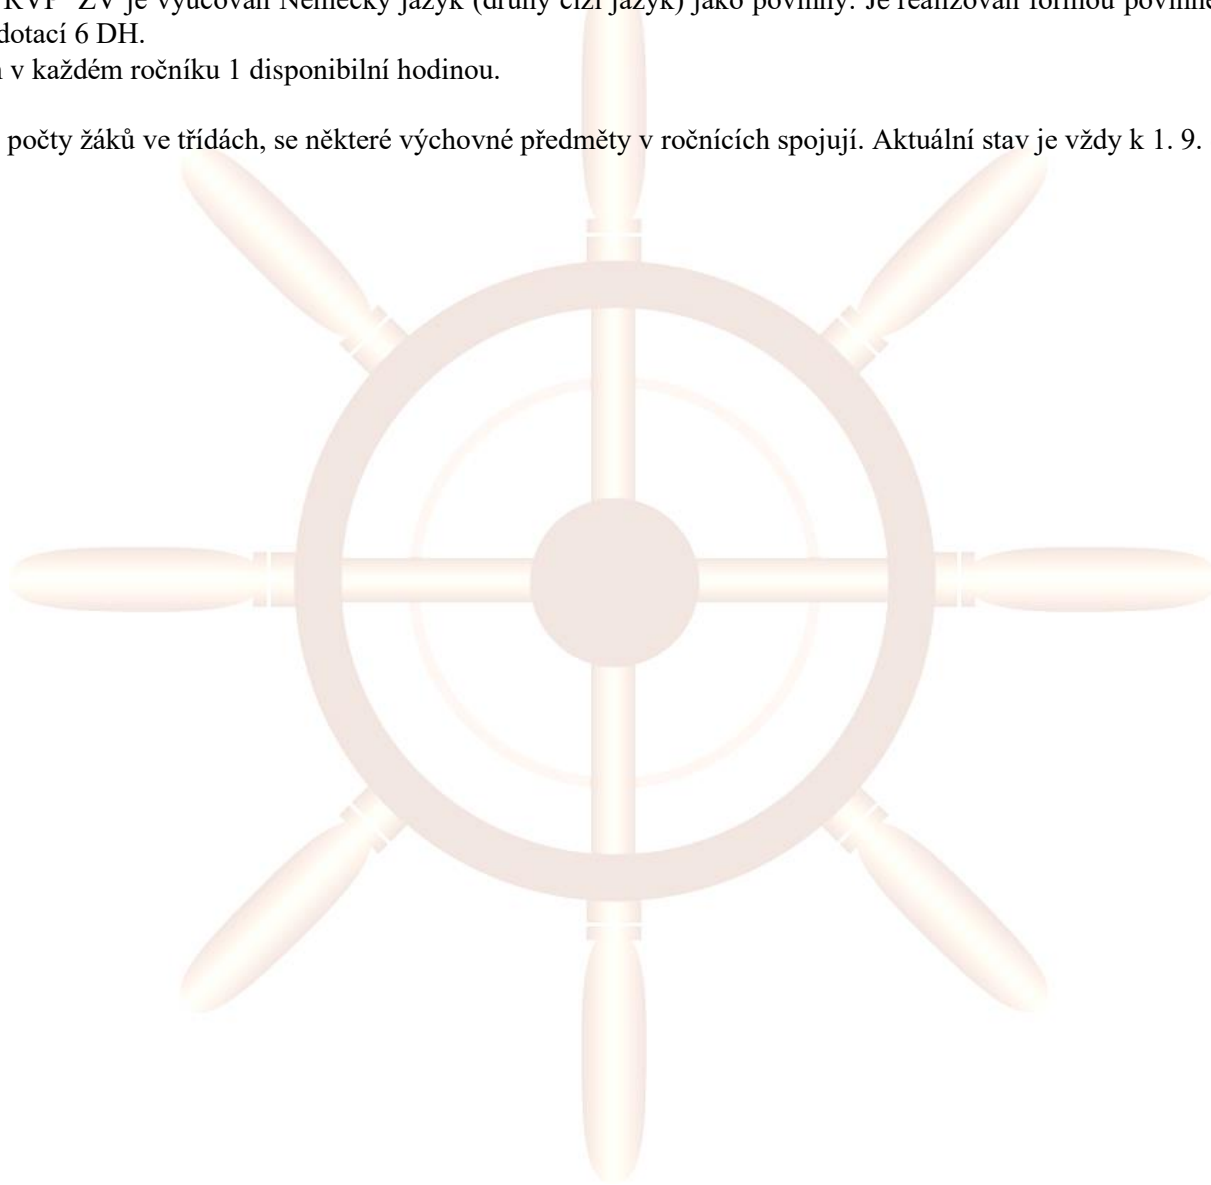 RVP ZV je vyučován Německý jazyk (druhý cizí jazyk) jako povinný. Je realizován formou povinně
dotací 6 DH.
v každém ročníku 1 disponibilní hodinou.
počty žáků ve třídách, se některé výchovné předměty v ročnících spojují. Aktuální stav je vždy k 1. 9.